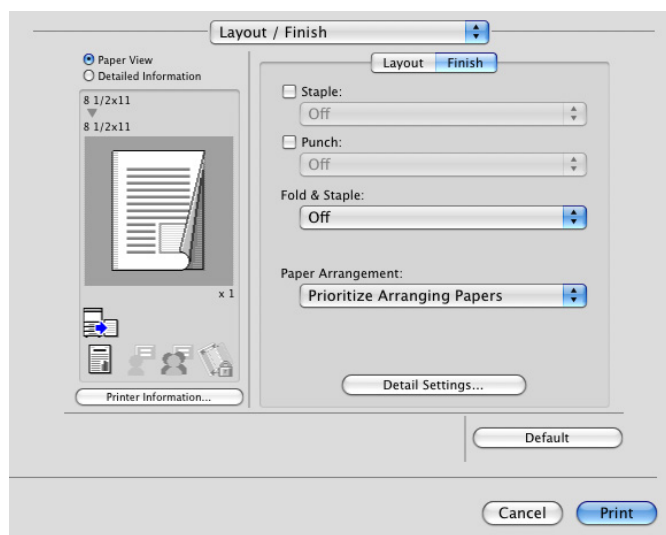 Layout / Finish
Paper View
Detailed Information
8 1/2x11
8 1/2x11
x 1
Printer Information...
Layout Finish
Staple:
Off
Punch:
Off
Fold & Staple:
Off
Paper Arrangement:
Prioritize Arranging Papers
Detail Settings...
Default
Cancel Print